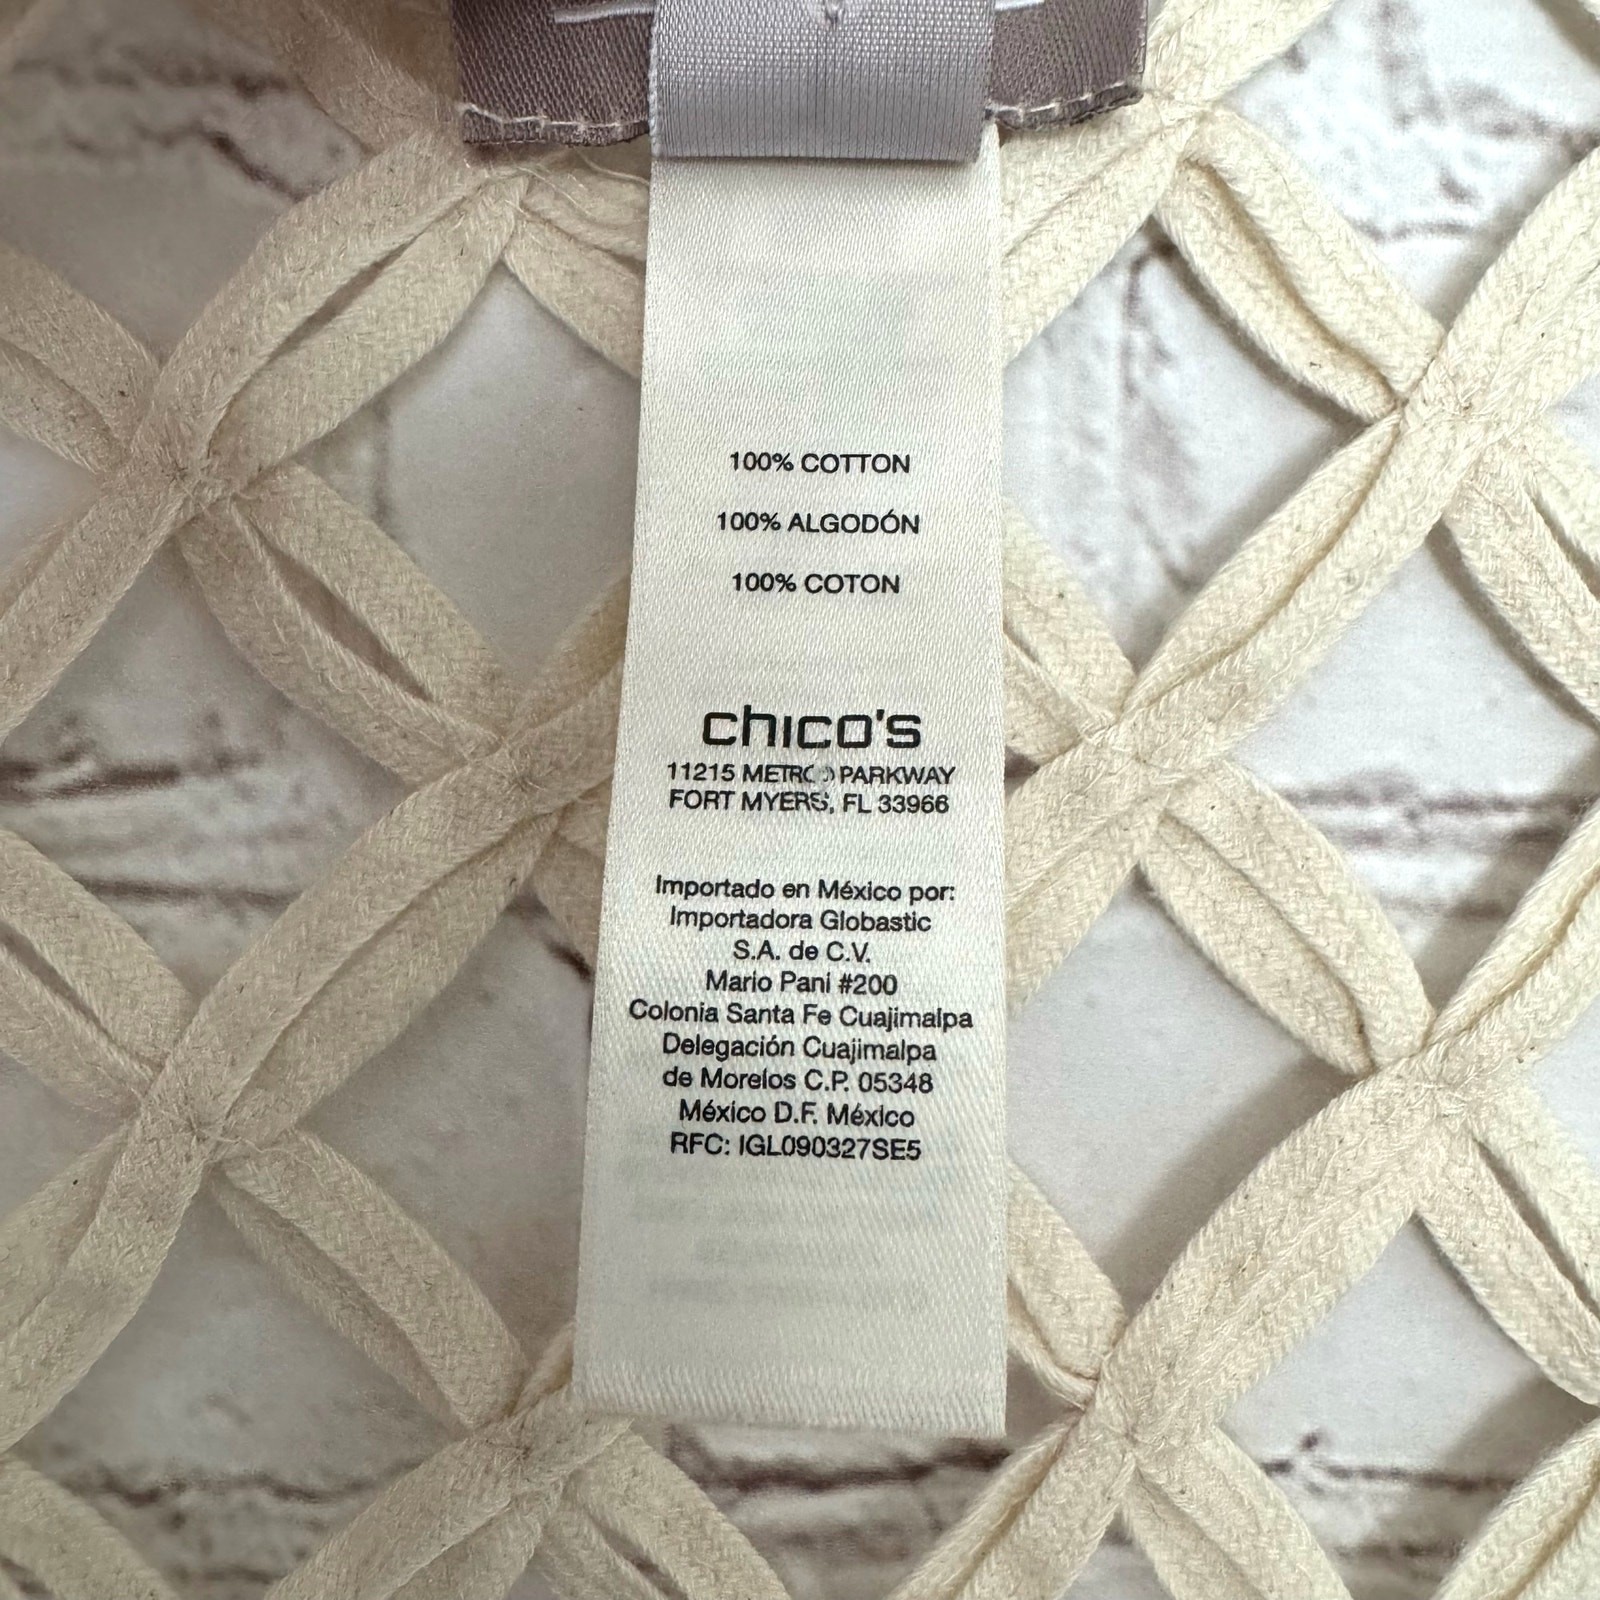 100% COTTON
100% ALGODÓN
100% COTON
chico's
11215 METRO PARKWAY
FORT MYERS, FL 33966
Importado en México por:
Importadora Globastic
S.A. de C.V.
Mario Pani #200
Colonia Santa Fe Cuajimalpa
Delegación Cuajimalpa
de Morelos C.P. 05348
México D.F. México
RFC: IGL090327SE5